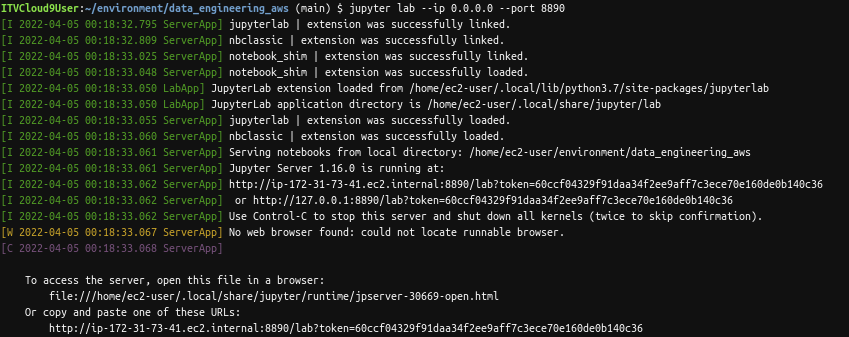 ITVCloud9User:~/environment/data_engineering_aws (main) $ jupyter lab --ip 0.0.0.0 --port 8890
[I 2022-04-05 00:18:32.795 ServerApp] jupyterlab | extension was successfully linked.
[I 2022-04-05 00:18:32.809 ServerApp] nbclassic | extension was successfully linked.
[I 2022-04-05 00:18:33.025 ServerApp] notebook_shim | extension was successfully linked.
[I 2022-04-05 00:18:33.048 ServerApp] notebook_shim | extension was successfully loaded.
[I 2022-04-05 00:18:33.050 LabApp] JupyterLab extension loaded from /home/ec2-user/.local/lib/python3.7/site-packages/jupyterlab
[I 2022-04-05 00:18:33.050 LabApp] JupyterLab application directory is /home/ec2-user/.local/share/jupyter/lab
[I 2022-04-05 00:18:33.055 ServerApp] jupyterlab | extension was successfully loaded.
[I 2022-04-05 00:18:33.060 ServerApp] nbclassic | extension was successfully loaded.
[I 2022-04-05 00:18:33.061 ServerApp] Serving notebooks from local directory: /home/ec2-user/environment/data_engineering_aws
[I 2022-04-05 00:18:33.061 ServerApp] Jupyter Server 1.16.0 is running at:
[I 2022-04-05 00:18:33.062 ServerApp] http://ip-172-31-73-41.ec2.internal:8890/lab?token=60ccf04329f91daa34f2ee9aff7c3ece70e160de0b140c36
[I 2022-04-05 00:18:33.062 ServerApp]  or http://127.0.0.1:8890/lab?token=60ccf04329f91daa34f2ee9aff7c3ece70e160de0b140c36
[I 2022-04-05 00:18:33.062 ServerApp] Use Control-C to stop this server and shut down all kernels (twice to skip confirmation).
[W 2022-04-05 00:18:33.067 ServerApp] No web browser found: could not locate runnable browser.
[C 2022-04-05 00:18:33.068 ServerApp]
To access the server, open this file in a browser:
file:///home/ec2-user/.local/share/jupyter/runtime/jpserver-30669-open.html
Or copy and paste one of these URLs:
http://ip-172-31-73-41.ec2.internal:8890/lab?token=60ccf04329f91daa34f2ee9aff7c3ece70e160de0b140c36